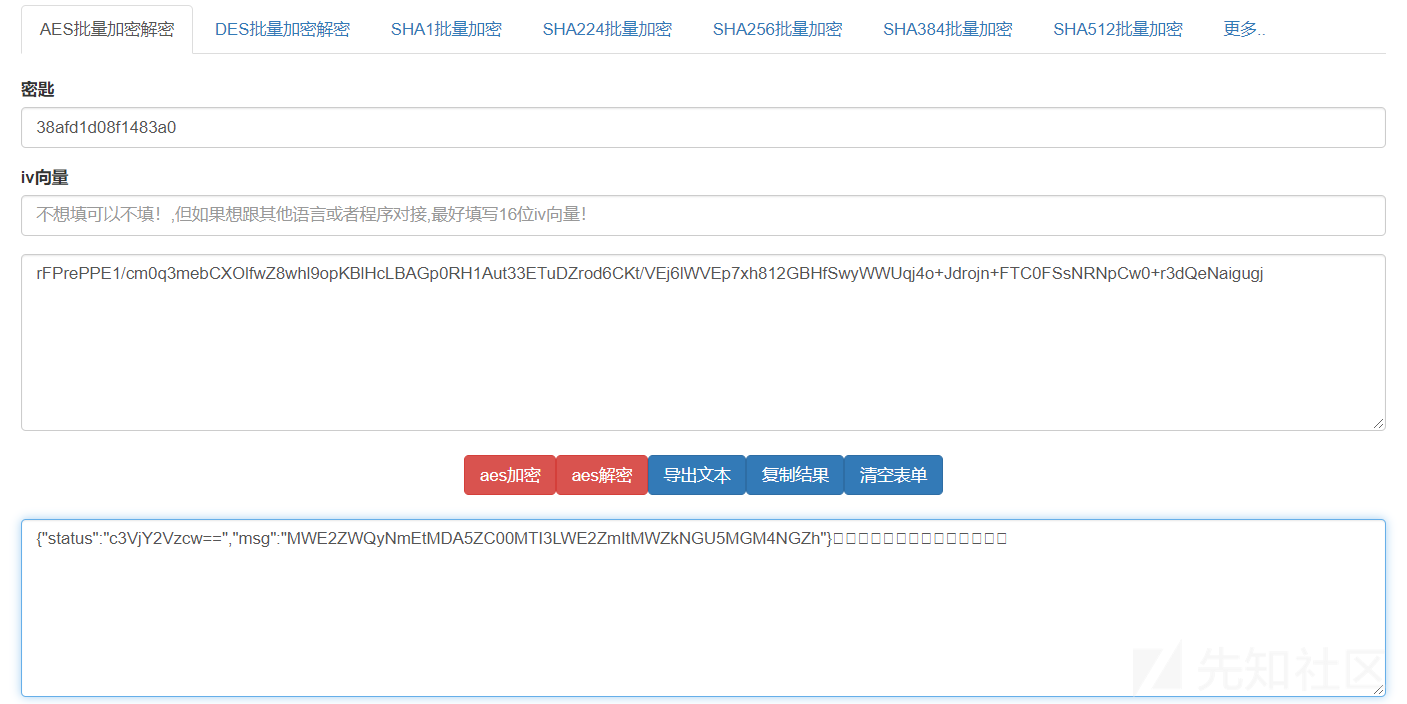 AES批量加密解密 DES批量加密解密 SHA1批量加密 SHA224批量加密 SHA256批量加密 SHA384批量加密 SHA512批量加密 更多..
密匙
38afd1d08f1483a0
iv向量
不想填可以不填！,但如果想跟其他语言或者程序对接,最好填写16位iv向量！
rFPrePPE1/cm0q3mebCXOlfwZ8whl9opKBlHcLBAGp0RH1Aut33ETuDZrod6CKt/VEj6lWVEp7xh812GBHfSwyWWUqj4o+Jdrojn+FTC0FSsNRNpCw0+r3dQeNaigugj
aes加密 aes解密 导出文本 复制结果 清空表单
{"status":"c3VjY2Vzcw==","msg":"MWE2ZWQyNmEtMDA5ZC00MTI3LWE2ZmItMWZkNGU5MGM4NGZh"}
先知社区